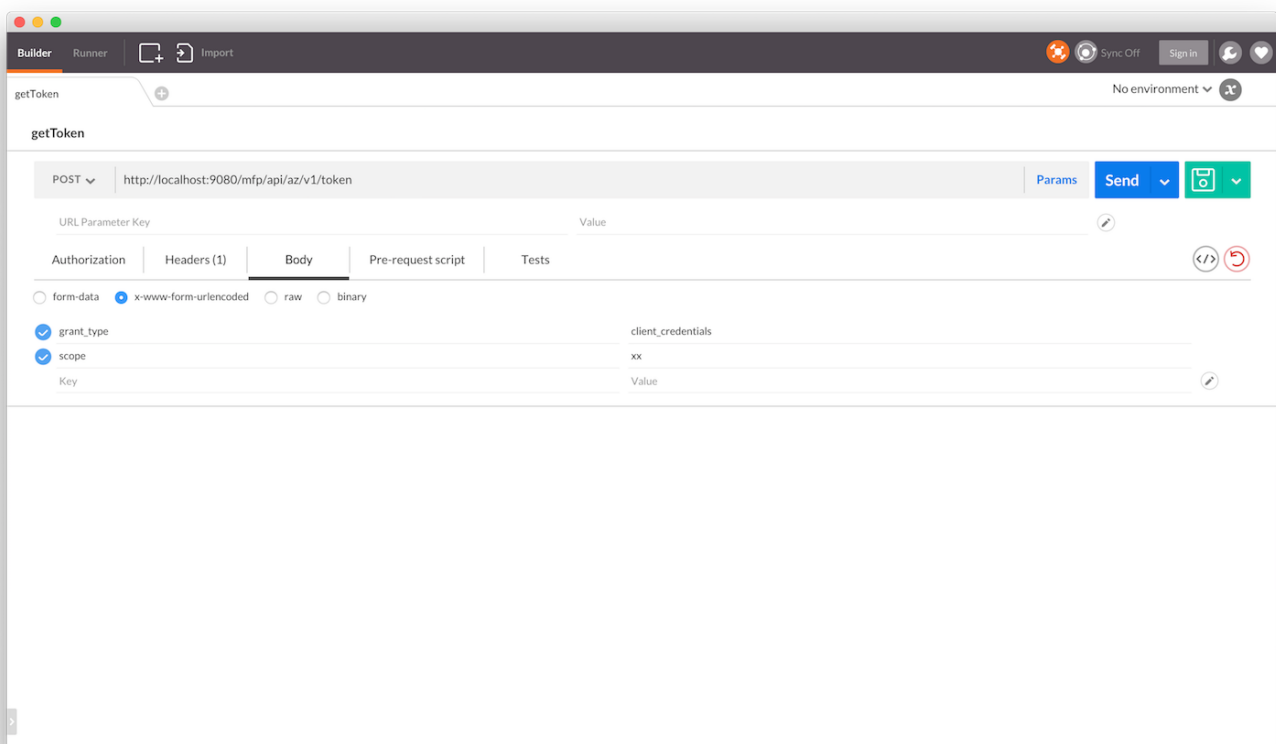 Builder Runner Import Sync Off Sign in
getToken No environment
getToken
POST http://localhost:9080/mfp/api/az/v1/token Params Send
URL Parameter Key Value
Authorization Headers (1) Body Pre-request script Tests
form-data x-www-form-urlencoded raw binary
grant_type client_credentials
scope xx
Key Value